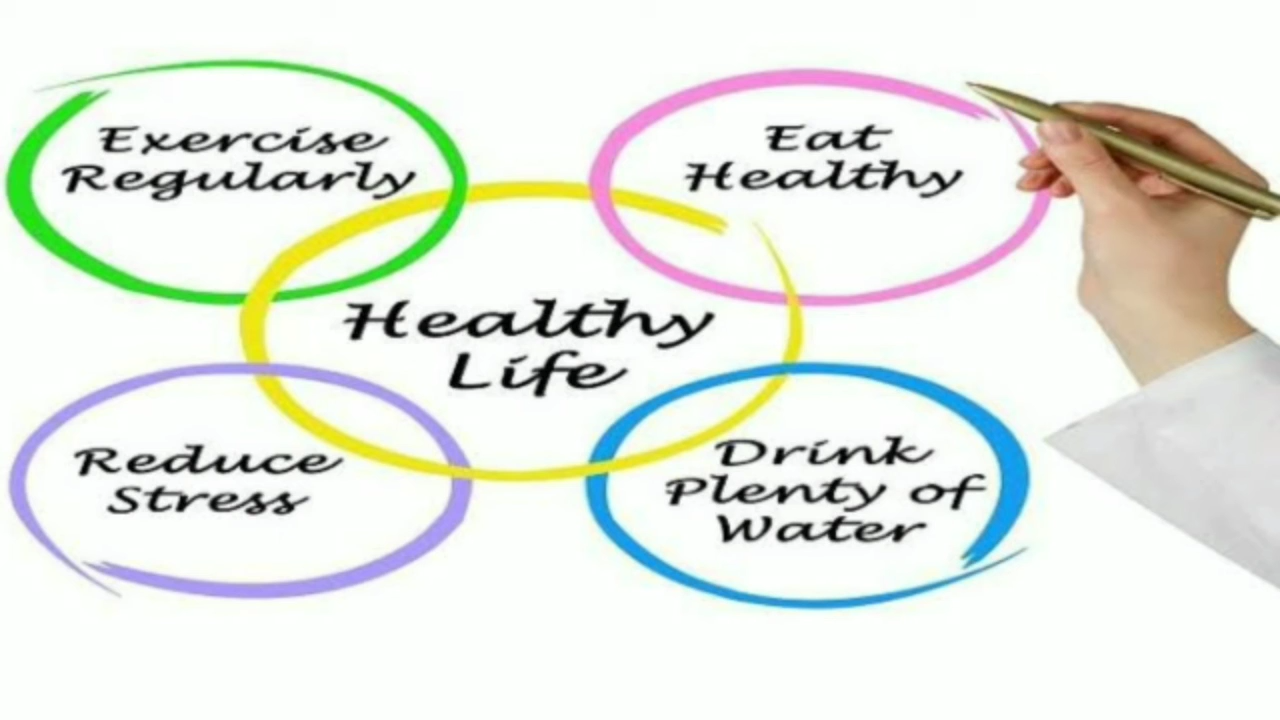 Exercise
Regularly
Eat
Healthy
Healthy
Life
Reduce
Stress
Drink
Plenty of
Water